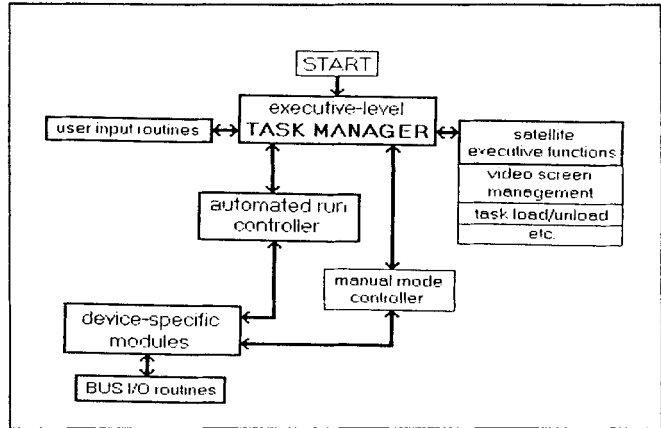 START
executive-level
TASK MANAGER
user input routines
satellite
executive functions
video screen
management
task load/unload
etc.
automated run
controller
manual mode
controller
device-specific
modules
BUS I/O routines